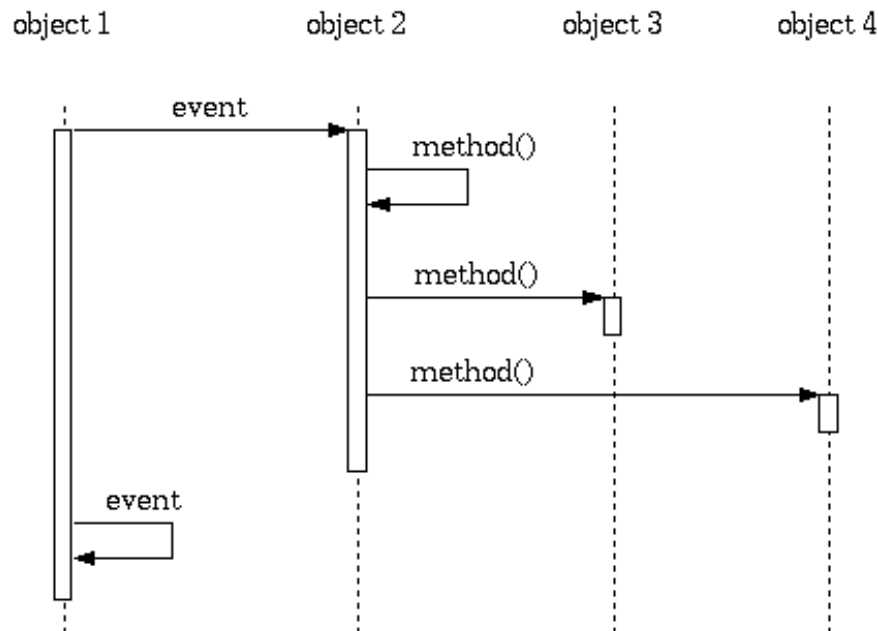 object 1
object 2
object 3
object 4
event
method()
method()
method()
event